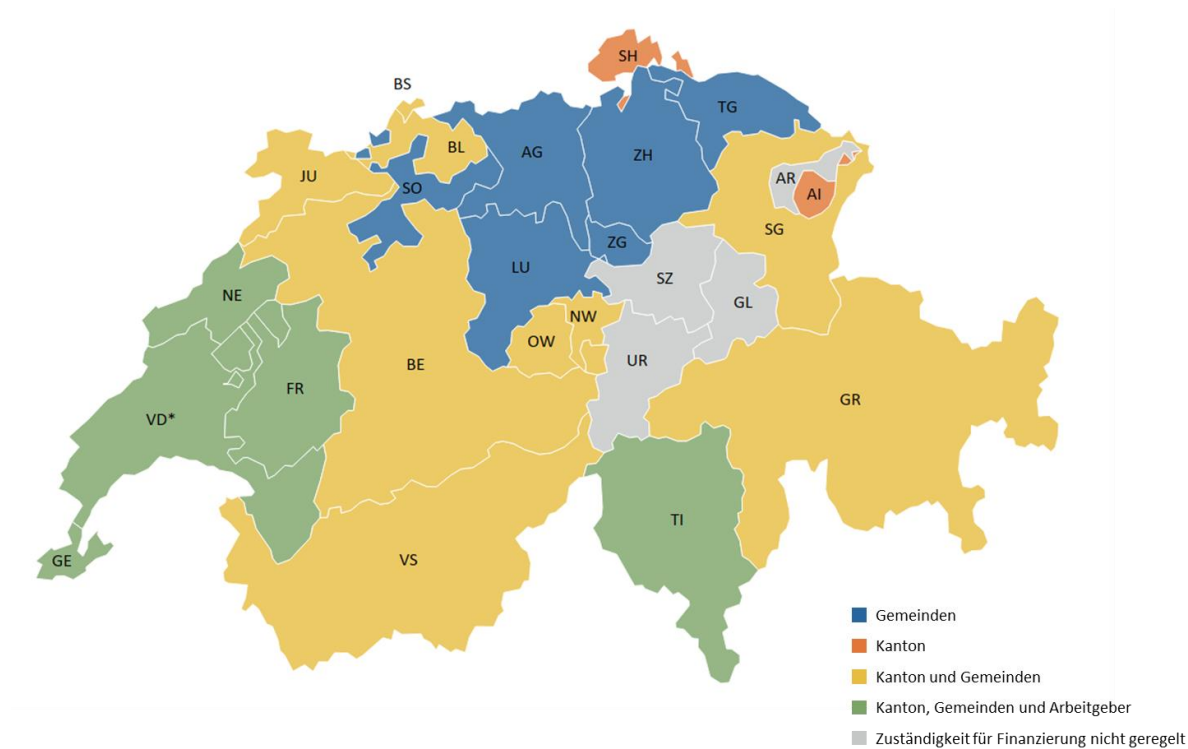 SH
BS
TG
BL
AG
ZH
JU
AR
SO
AI
SG
ZG
LU
SZ
NE
GL
NW
OW
UR
BE
FR
GR
VD*
TI
GE
VS
Gemeinden
Kanton
Kanton und Gemeinden
Kanton, Gemeinden und Arbeitgeber
Zuständigkeit für Finanzierung nicht geregelt